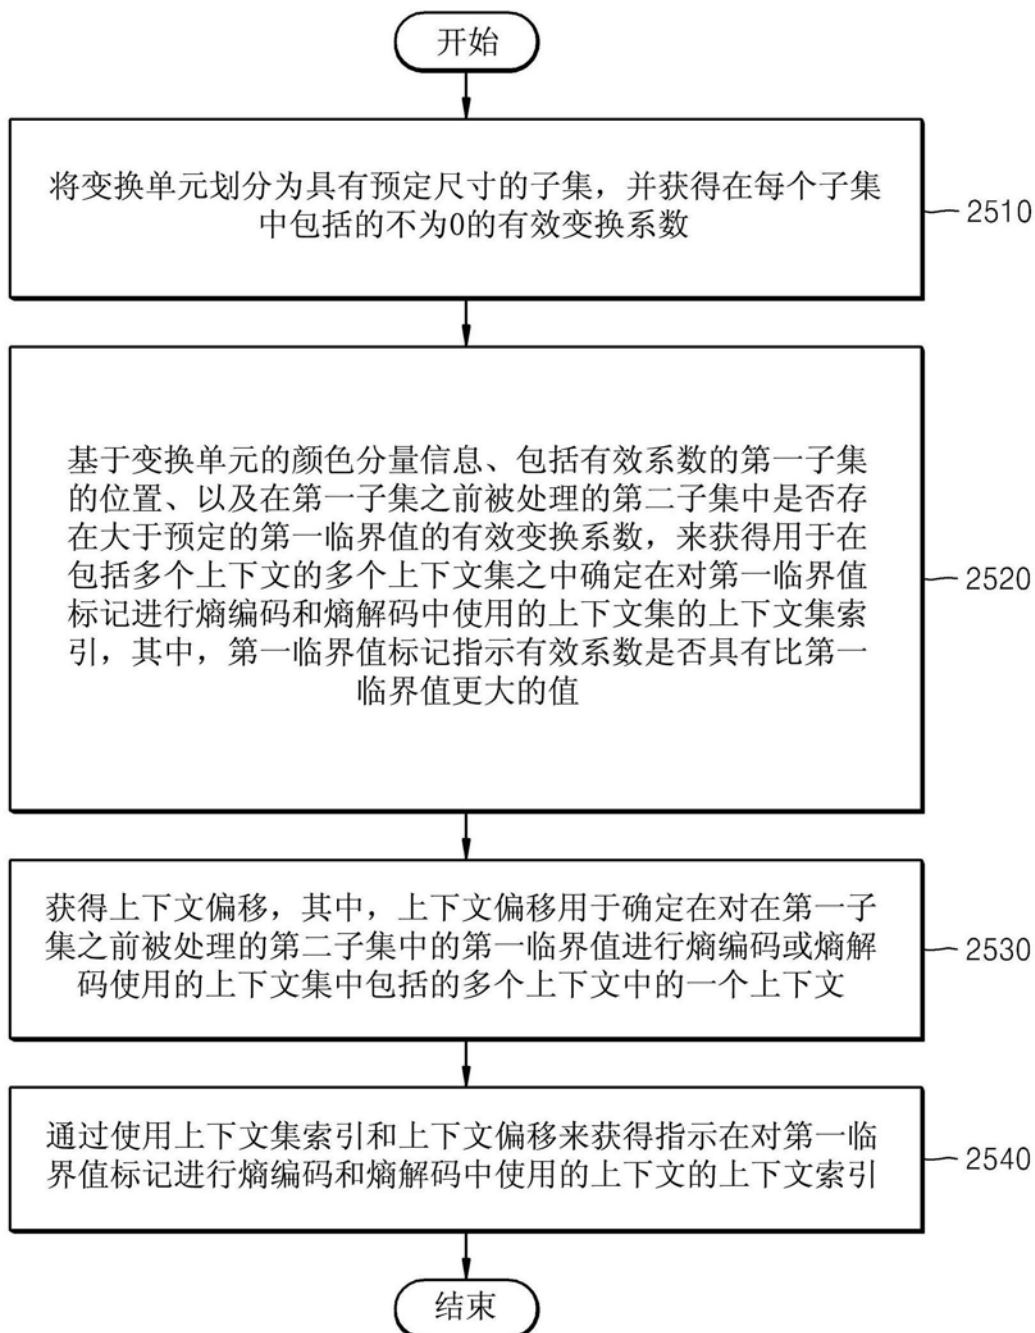 开始
将变换单元划分为具有预定尺寸的子集，并获得在每个子集
中包括的不为0的有效变换系数
2510
基于变换单元的颜色分量信息、包括有效系数的第一子集
的位置、以及在第一子集之前被处理的第二子集中是否存
在大于预定的第一临界值的有效变换系数，来获得用于在
包括多个上下文的多个上下文集之中确定在对第一临界值
标记进行熵编码和熵解码中使用的上下文集的上下文集索
引，其中，第一临界值标记指示有效系数是否具有比第一
临界值更大的值
2520
获得上下文偏移，其中，上下文偏移用于确定在对在第一子
集之前被处理的第二子集中的第一临界值进行熵编码或熵解
码使用的上下文集中包括的多个上下文中的一个上下文
2530
通过使用上下文集索引和上下文偏移来获得指示在对第一临
界值标记进行熵编码和熵解码中使用的上下文的上下文索引
2540
结束